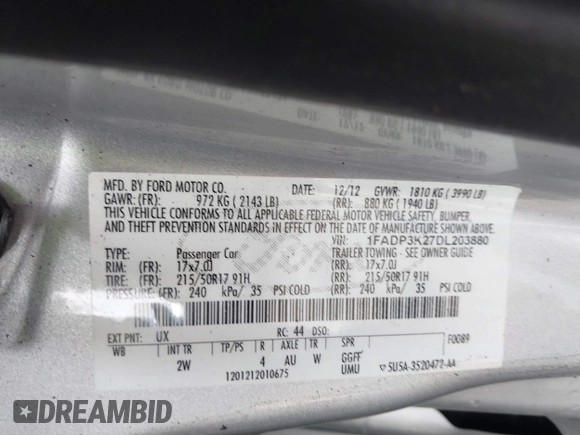 MFD. BY FORD MOTOR CO. DATE: 12/12 GVWR: 1810 KG ( 3990 LB)
GAWR: (FR): 972 KG ( 2143 LB) (RR): 880 KG ( 1940 LB)
THIS VEHICLE CONFORMS TO ALL APPLICABLE FEDERAL MOTOR VEHICLE SAFETY, BUMPER,
AND THEFT PREVENTION STANDARDS IN EFFECT ON THE DATE OF MANUFACTURE SHOWN ABOVE.
VIN: 1FADP3K27DL203880
TYPE: Passenger Car TRAILER TOWING - SEE OWNER GUIDE
RIM: (FR): 17x7.0J (RR): 17x7.0J
TIRE: (FR): 215/50R17 91H (RR): 215/50R17 91H
PRESSURE: (FR): 240 kPa/ 35 PSI COLD (RR): 240 kPa/ 35 PSI COLD
EXT PNT: UX RC: 44 DSO: F0089
WB INT TR TP/PS R AXLE TR SPR
2W 4 AU W GGFF
1201212010675 UMU 5U5A-3520472-AA
DREAMBID DREAMBID.COM